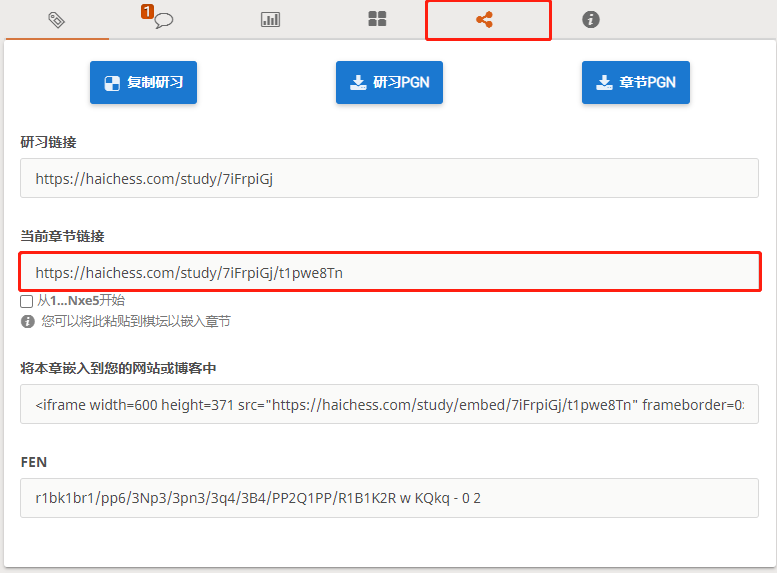 1
复制研习
研习PGN
章节PGN
研习链接
https://haichess.com/study/7iFrpiGj
当前章节链接
https://haichess.com/study/7iFrpiGj/t1pwe8Tn
从1...Nxe5开始
您可以将此粘贴到棋坛以嵌入章节
将本章嵌入到您的网站或博客中
<iframe width=600 height=371 src="https://haichess.com/study/embed/7iFrpiGj/t1pwe8Tn" frameborder=0>
FEN
r1bk1br1/pp6/3Np3/3pn3/3q4/3B4/PP2Q1PP/R1B1K2R w KQkq - 0 2